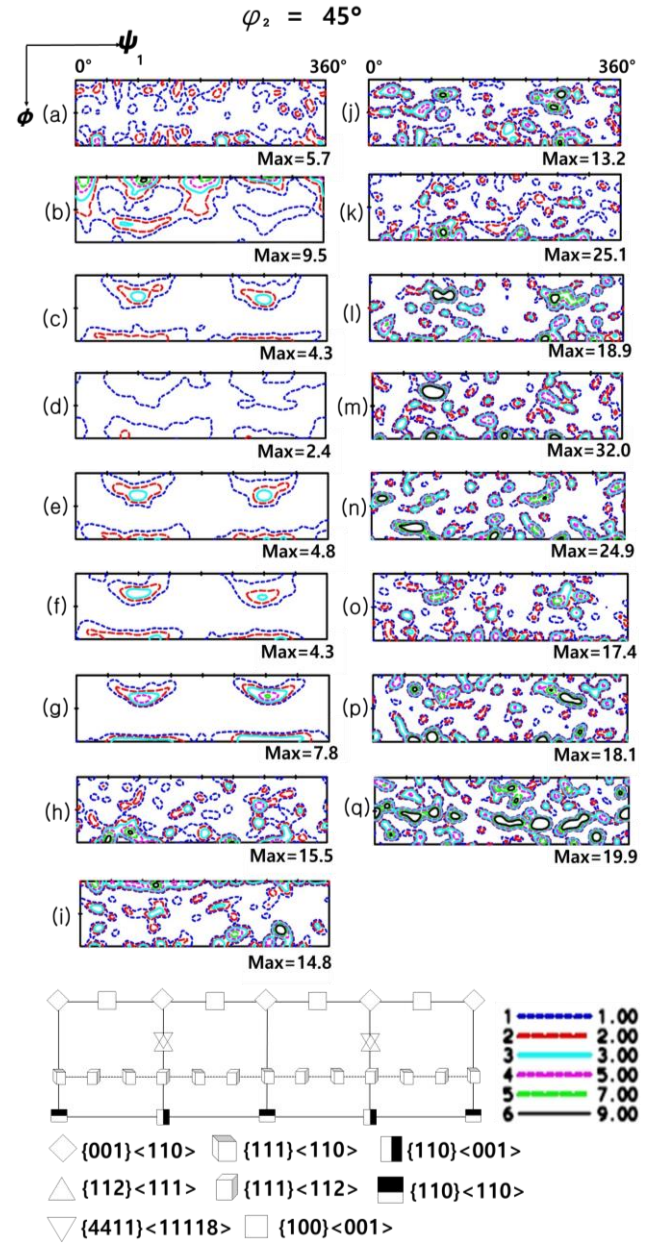 φ₂ = 45°
ψ₁
0° 360° 0° 360°
ϕ
(a)
Max=5.7
(b)
Max=9.5
(c)
Max=4.3
(d)
Max=2.4
(e)
Max=4.8
(f)
Max=4.3
(g)
Max=7.8
(h)
Max=15.5
(i)
Max=14.8
(j)
Max=13.2
(k)
Max=25.1
(l)
Max=18.9
(m)
Max=32.0
(n)
Max=24.9
(o)
Max=17.4
(p)
Max=18.1
(q)
Max=19.9
1 1.00
2 2.00
3 3.00
4 5.00
5 7.00
6 9.00
{001}<110> {111}<110> {110}<001>
{112}<111> {111}<112> {110}<110>
{4411}<11118> {100}<001>